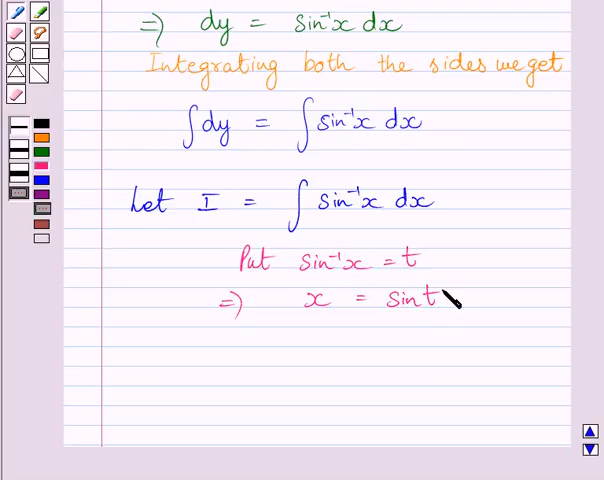 ⇒) dy = sin⁻¹x dx
Integrating both the sides we get
∫dy = ∫sin⁻¹x dx
Let I = ∫ sin⁻¹x dx
Put sin⁻¹x = t
⇒) x = sint